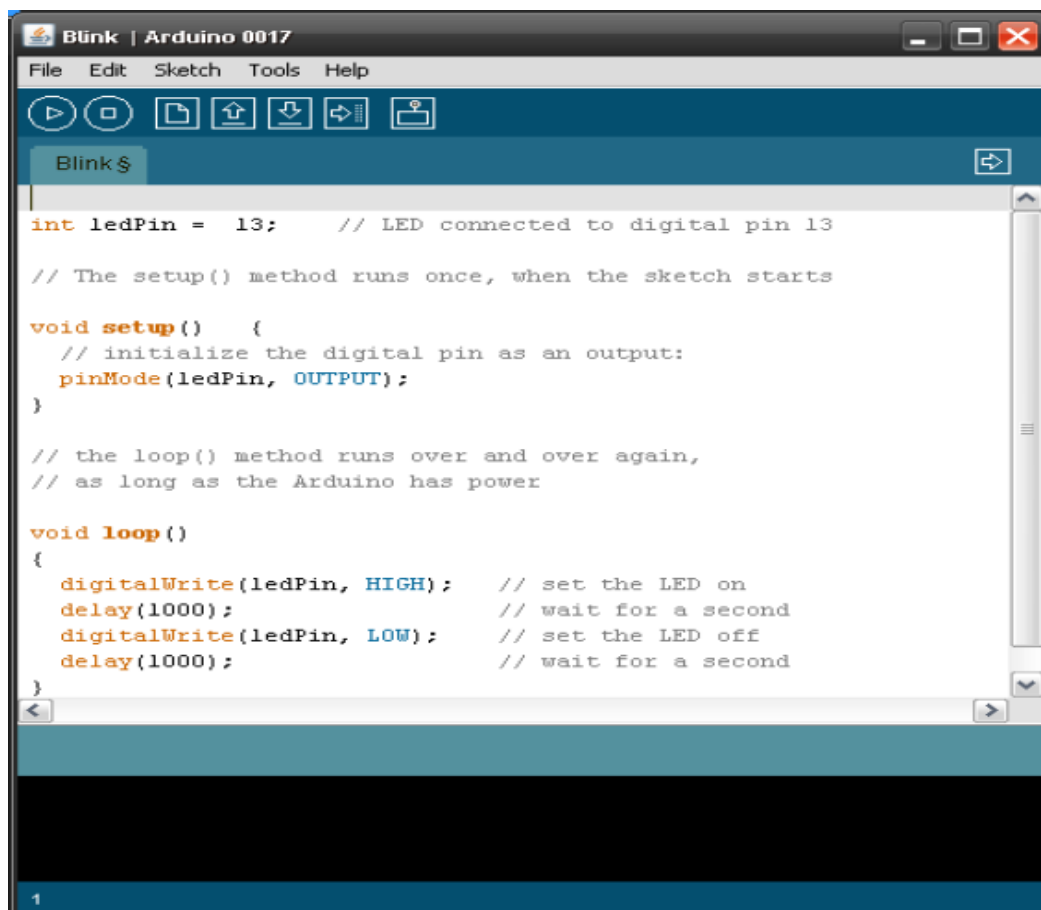 Blink | Arduino 0017
File Edit Sketch Tools Help
Blink §
int ledPin =  13;    // LED connected to digital pin 13

// The setup() method runs once, when the sketch starts

void setup()   {
  // initialize the digital pin as an output:
  pinMode(ledPin, OUTPUT);
}

// the loop() method runs over and over again,
// as long as the Arduino has power

void loop()
{
  digitalWrite(ledPin, HIGH);   // set the LED on
  delay(1000);                  // wait for a second
  digitalWrite(ledPin, LOW);    // set the LED off
  delay(1000);                  // wait for a second
}
1